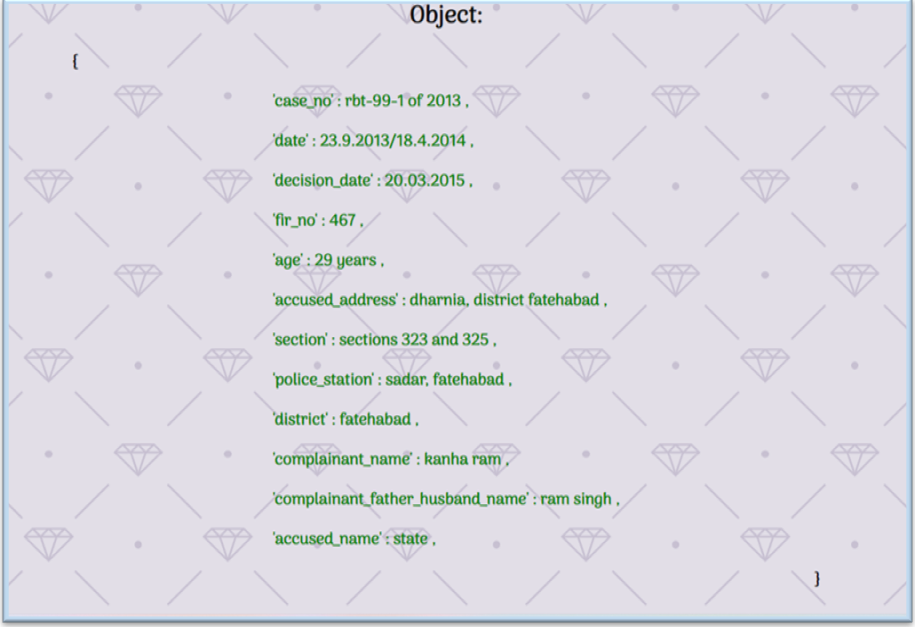 Object:
{
'case_no' : rbt-99-1 of 2013 ,
'date' : 23.9.2013/18.4.2014 ,
'decision_date' : 20.03.2015 ,
'fir_no' : 467 ,
'age' : 29 years ,
'accused_address' : dharnia, district fatehabad ,
'section' : sections 323 and 325 ,
'police_station' : sadar, fatehabad ,
'district' : fatehabad ,
'complainant_name' : kanha ram ,
'complainant_father_husband_name' : ram singh ,
'accused_name' : state ,
}